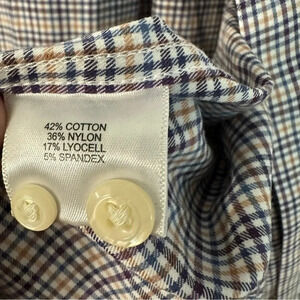 42% COTTON
36% NYLON
17% LYOCELL
5% SPANDEX